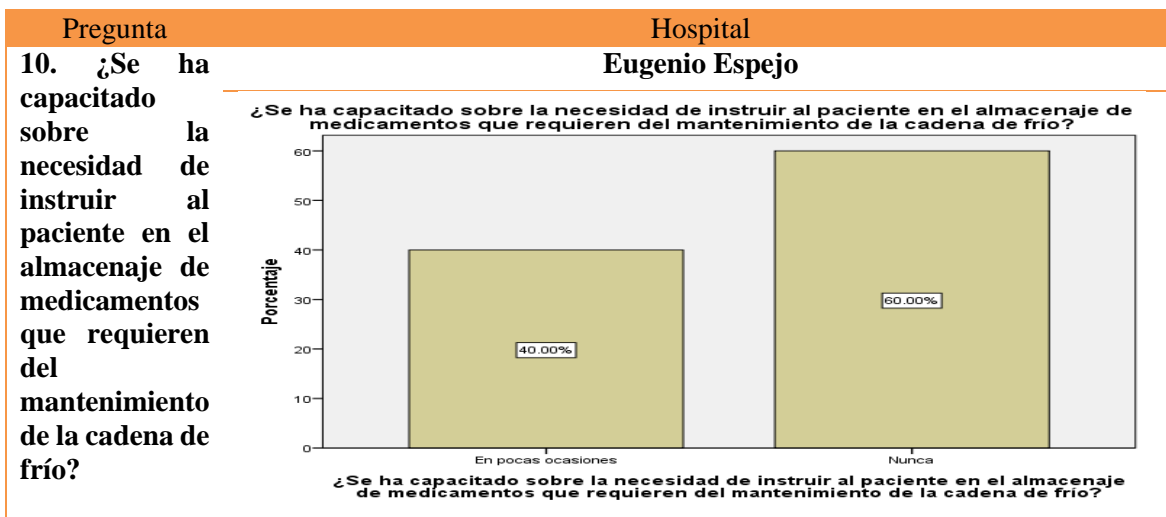 Pregunta
Hospital
10. ¿Se ha
capacitado
sobre la
necesidad de
instruir al
paciente en el
almacenaje de
medicamentos
que requieren
del
mantenimiento
de la cadena de
frío?
Eugenio Espejo
¿Se ha capacitado sobre la necesidad de instruir al paciente en el almacenaje de
medicamentos que requieren del mantenimiento de la cadena de frío?
Porcentaje
60
50
40
30
20
10
0
40.00%
60.00%
En pocas ocasiones
Nunca
¿Se ha capacitado sobre la necesidad de instruir al paciente en el almacenaje
de medicamentos que requieren del mantenimiento de la cadena de frío?